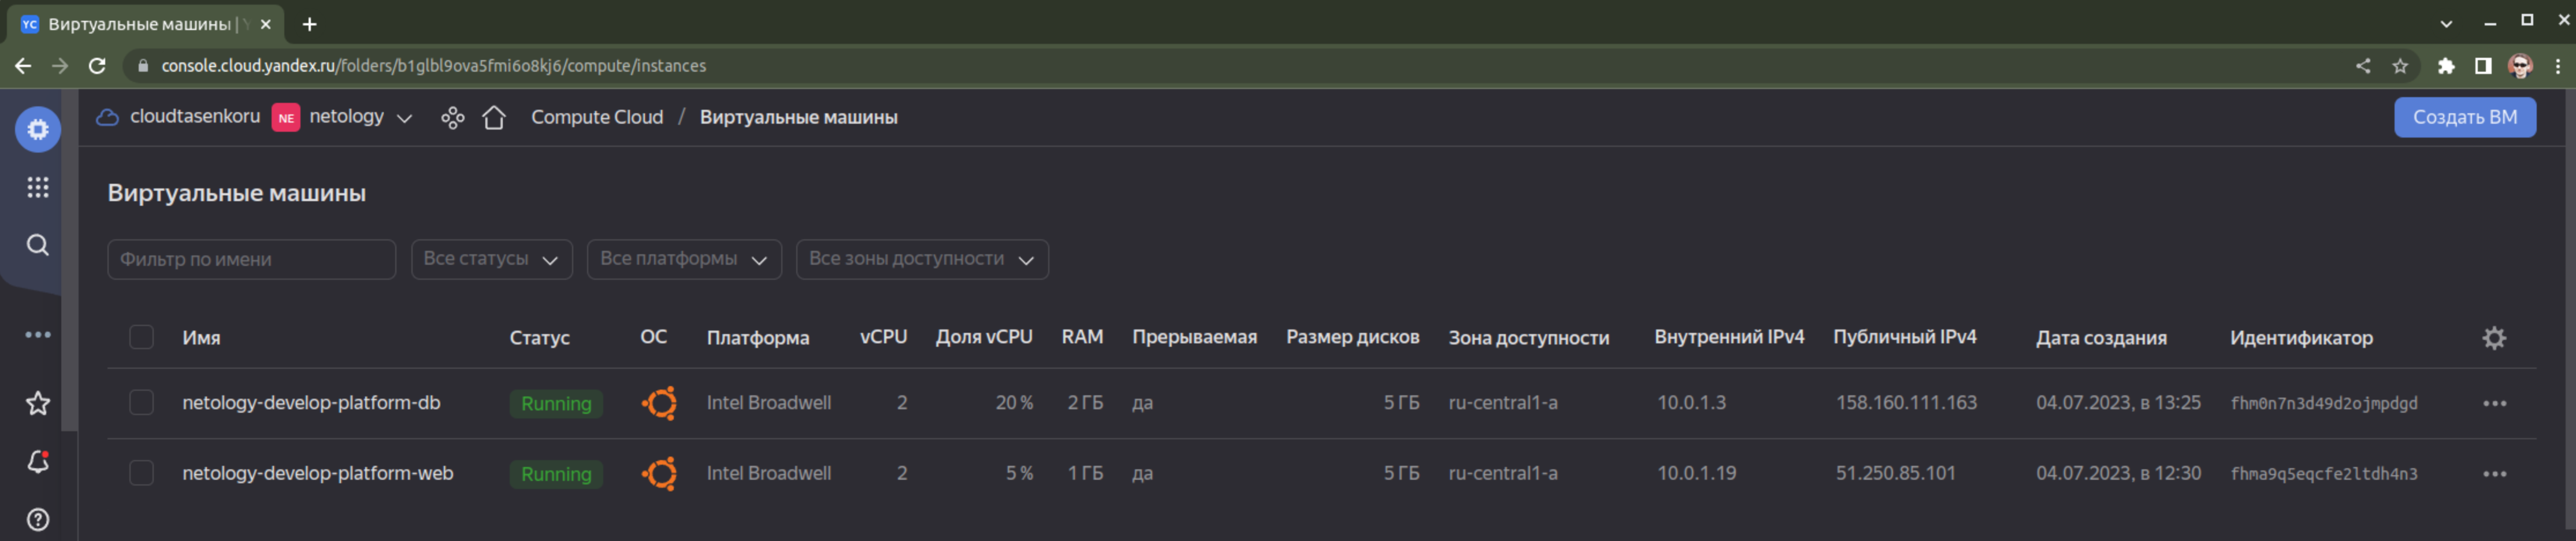 YC Виртуальные машины |
console.cloud.yandex.ru/folders/b1glbl9ova5fmi6o8kj6/compute/instances
cloudtasenkoru NE netology Compute Cloud / Виртуальные машины Создать ВМ
Виртуальные машины
Фильтр по имени Все статусы Все платформы Все зоны доступности
Имя Статус ОС Платформа vCPU Доля vCPU RAM Прерываемая Размер дисков Зона доступности Внутренний IPv4 Публичный IPv4 Дата создания Идентификатор
netology-develop-platform-db Running Intel Broadwell 2 20 % 2 ГБ да 5 ГБ ru-central1-a 10.0.1.3 158.160.111.163 04.07.2023, в 13:25 fhm0n7n3d49d2ojmpdgd
netology-develop-platform-web Running Intel Broadwell 2 5 % 1 ГБ да 5 ГБ ru-central1-a 10.0.1.19 51.250.85.101 04.07.2023, в 12:30 fhma9q5eqcfe2ltdh4n3